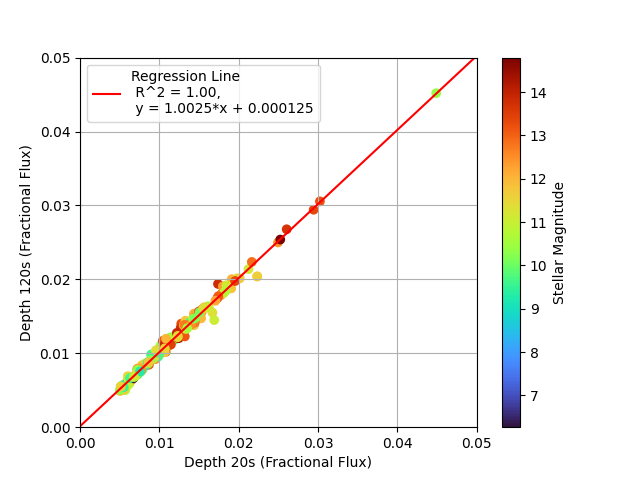 Regression Line
R^2 = 1.00,
y = 1.0025*x + 0.000125
0.05
0.04
0.03
0.02
0.01
0.00
Depth 120s (Fractional Flux)
0.00 0.01 0.02 0.03 0.04 0.05
Depth 20s (Fractional Flux)
14
13
12
11
10
9
8
7
Stellar Magnitude